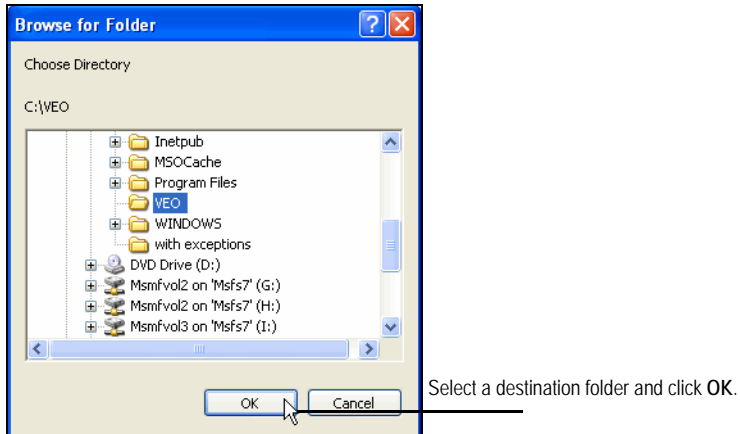 Browse for Folder
Choose Directory
C:\VEO
Inetpub
MSOCache
Program Files
VEO
WINDOWS
with exceptions
DVD Drive (D:)
Msmfvol2 on 'Msfs7' (G:)
Msmfvol2 on 'Msfs7' (H:)
Msmfvol3 on 'Msfs7' (I:)
OK Cancel
Select a destination folder and click OK.